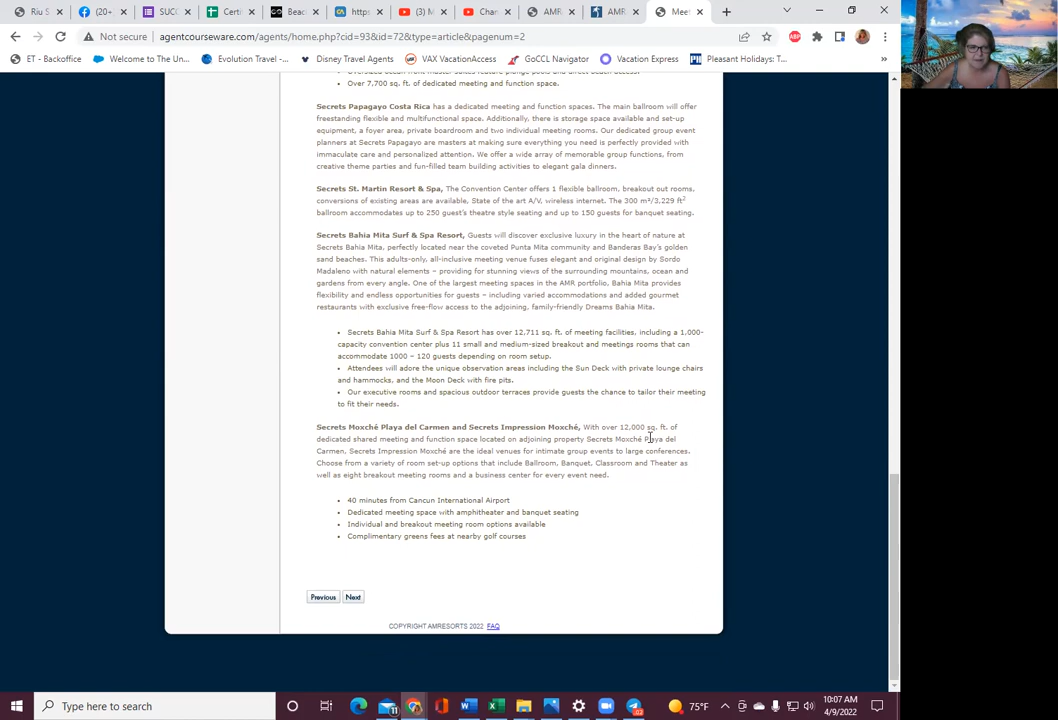 Riu S
(20+
SUCC
Certi
Beac
https
(3) M
Chan
AMR
AMR
Meet
Not secure
agentcourseware.com/agents/home.php?cid=93&id=72&type=article&pagenum=2
ET - Backoffice
Welcome to The Un...
Evolution Travel -...
Disney Travel Agents
VAX VacationAccess
GoCCL Navigator
Vacation Express
Pleasant Holidays: T...
• Over 7,700 sq. ft. of dedicated meeting and function space.
Secrets Papagayo Costa Rica has a dedicated meeting and function spaces. The main ballroom will offer
freestanding flexible and multifunctional space. Additionally, there is storage space available and set-up
equipment, a foyer area, private boardroom and two individual meeting rooms. Our dedicated group event
planners at Secrets Papagayo are masters at making sure everything you need is perfectly provided with
immaculate care and personalized attention. We offer a wide array of memorable group functions, from
creative theme parties and fun-filled team building activities to elegant gala dinners.
Secrets St. Martin Resort & Spa, The Convention Center offers 1 flexible ballroom, breakout out rooms,
conversions of existing areas are available, State of the art A/V, wireless internet. The 300 m²/3,229 ft²
ballroom accommodates up to 250 guest's theatre style seating and up to 150 guests for banquet seating.
Secrets Bahia Mita Surf & Spa Resort, Guests will discover exclusive luxury in the heart of nature at
Secrets Bahia Mita, perfectly located near the coveted Punta Mita community and Banderas Bay's golden
sand beaches. This adults-only, all-inclusive meeting venue fuses elegant and original design by Sordo
Madaleno with natural elements – providing for stunning views of the surrounding mountains, ocean and
gardens from every angle. One of the largest meeting spaces in the AMR portfolio, Bahia Mita provides
flexibility and endless opportunities for guests – including varied accommodations and added gourmet
restaurants with exclusive free-flow access to the adjoining, family-friendly Dreams Bahia Mita.
• Secrets Bahia Mita Surf & Spa Resort has over 12,711 sq. ft. of meeting facilities, including a 1,000-
capacity convention center plus 11 small and medium-sized breakout and meetings rooms that can
accommodate 1000 – 120 guests depending on room setup.
• Attendees will adore the unique observation areas including the Sun Deck with private lounge chairs
and hammocks, and the Moon Deck with fire pits.
• Our executive rooms and spacious outdoor terraces provide guests the chance to tailor their meeting
to fit their needs.
Secrets Moxché Playa del Carmen and Secrets Impression Moxché, With over 12,000 sq. ft. of
dedicated shared meeting and function space located on adjoining property Secrets Moxché Playa del
Carmen, Secrets Impression Moxché are the ideal venues for intimate group events to large conferences.
Choose from a variety of room set-up options that include Ballroom, Banquet, Classroom and Theater as
well as eight breakout meeting rooms and a business center for every event need.
• 40 minutes from Cancun International Airport
• Dedicated meeting space with amphitheater and banquet seating
• Individual and breakout meeting room options available
• Complimentary greens fees at nearby golf courses
Previous
Next
COPYRIGHT AMRESORTS 2022 FAQ
Type here to search
11
75°F
10:07 AM
4/9/2022